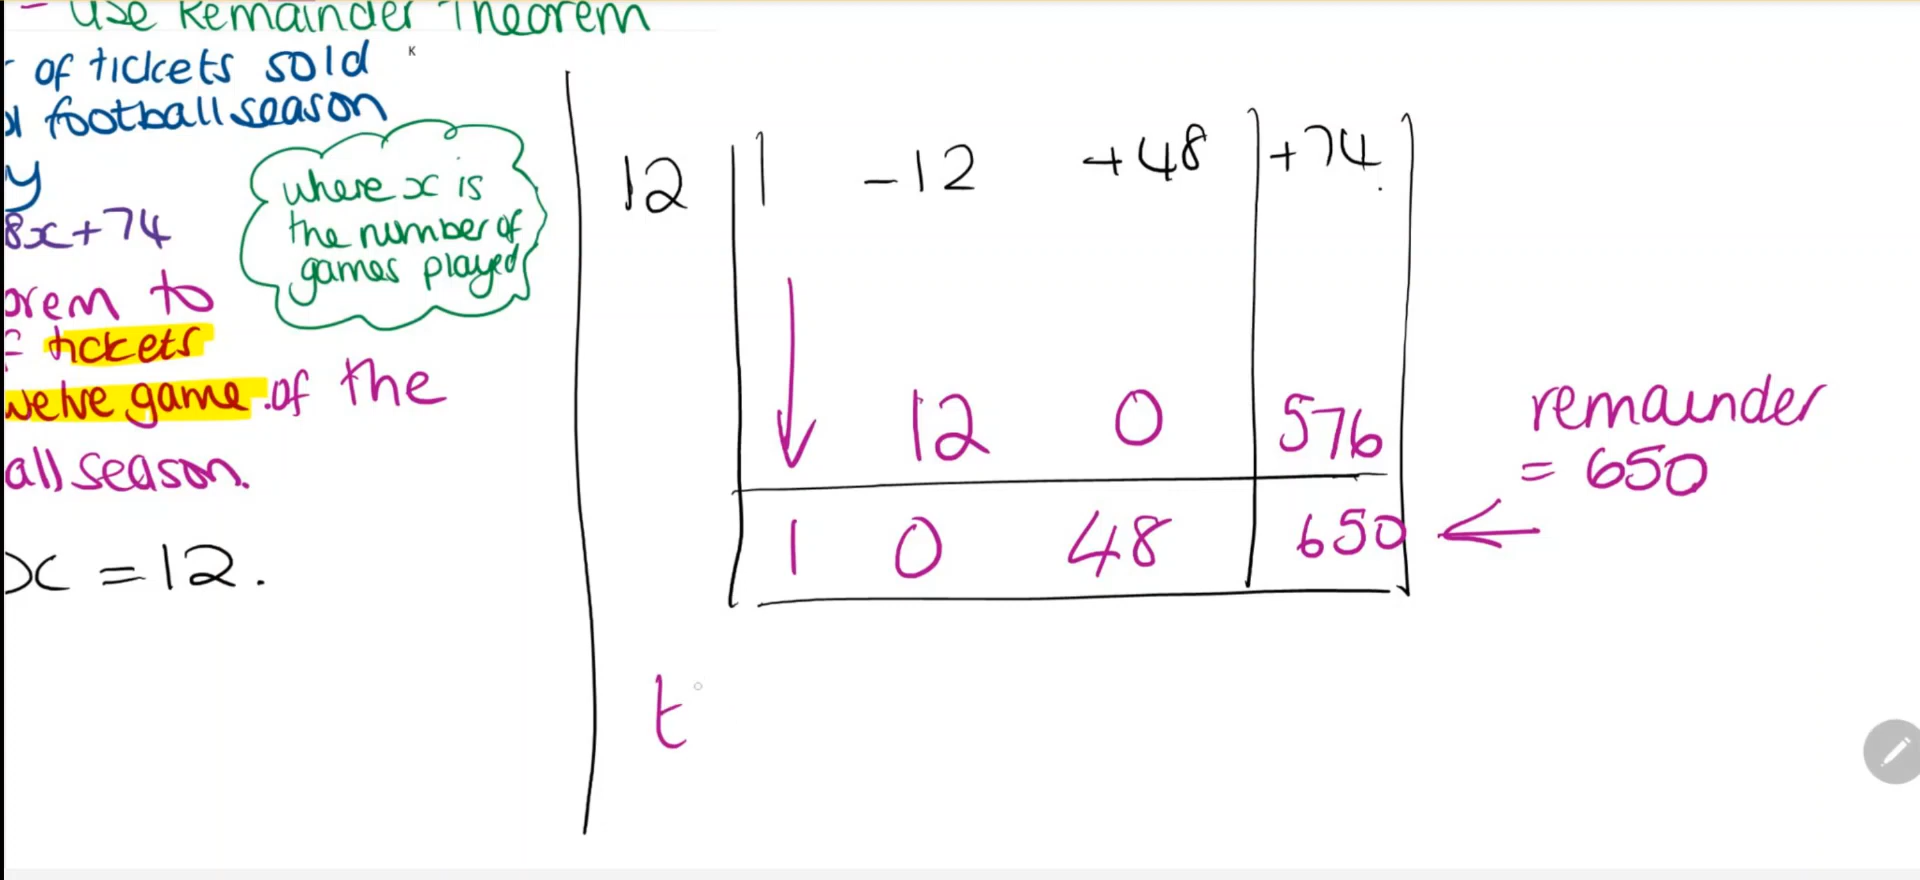 - Use Remainder Theorem
of tickets sold
football season
y
8x+74
where x is
the number of
games played
orem to
tickets
welve game of the
all season.
x = 12.
12 1 -12 +48 +74
12 0 576
1 0 48 650
remainder
= 650
t